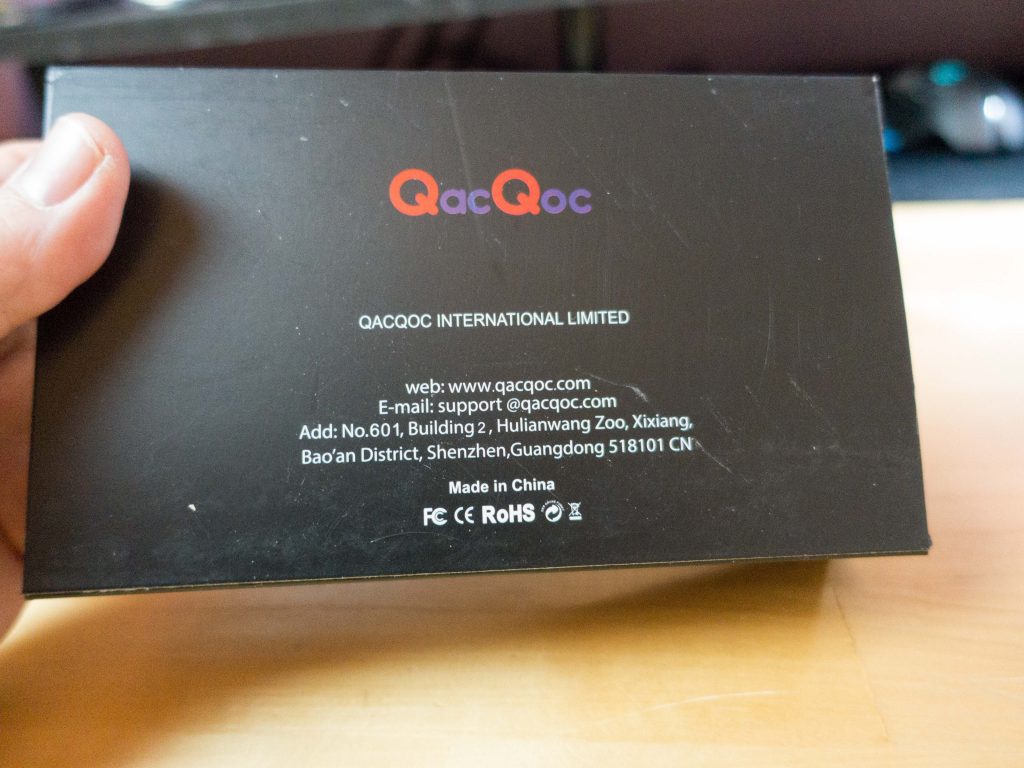 QacQoc
QACQOC INTERNATIONAL LIMITED
web: www.qacqoc.com
E-mail: support @qacqoc.com
Add: No.601, Building 2 , Hulianwang Zoo, Xixiang,
Bao'an District, Shenzhen,Guangdong 518101 CN
Made in China
FC CE RoHS